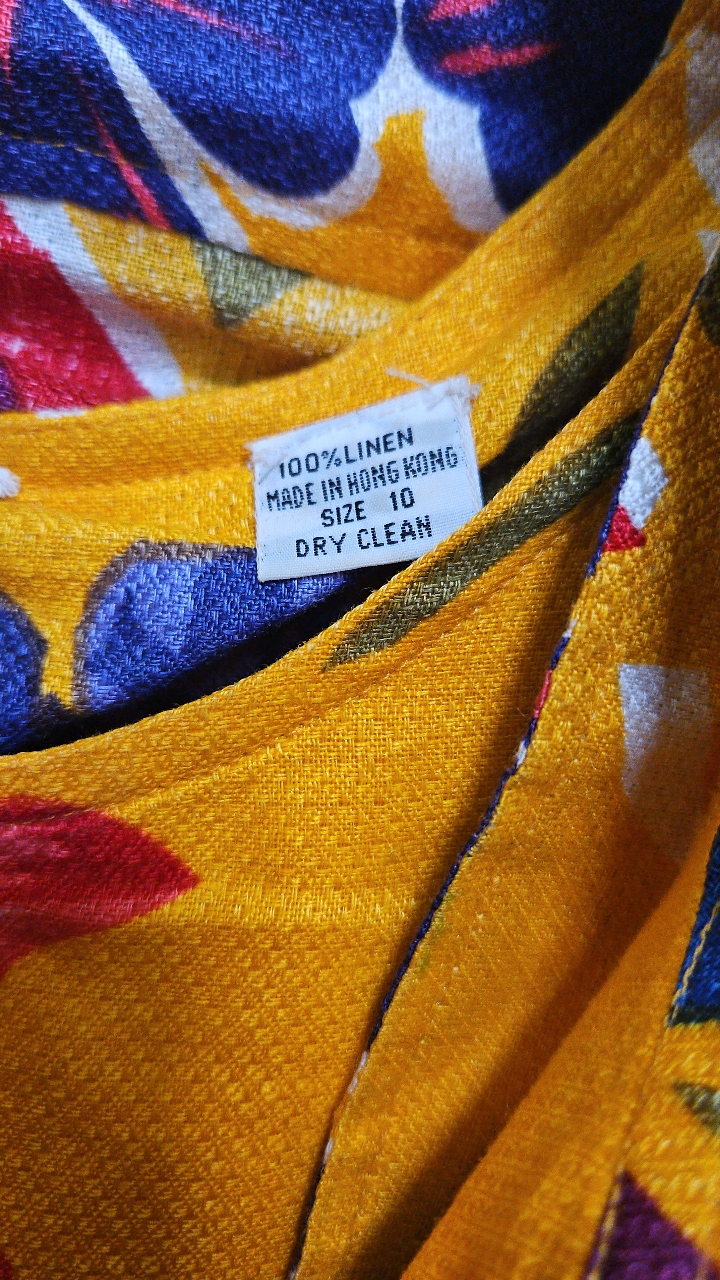 100% LINEN
MADE IN HONG KONG
SIZE 10
DRY CLEAN